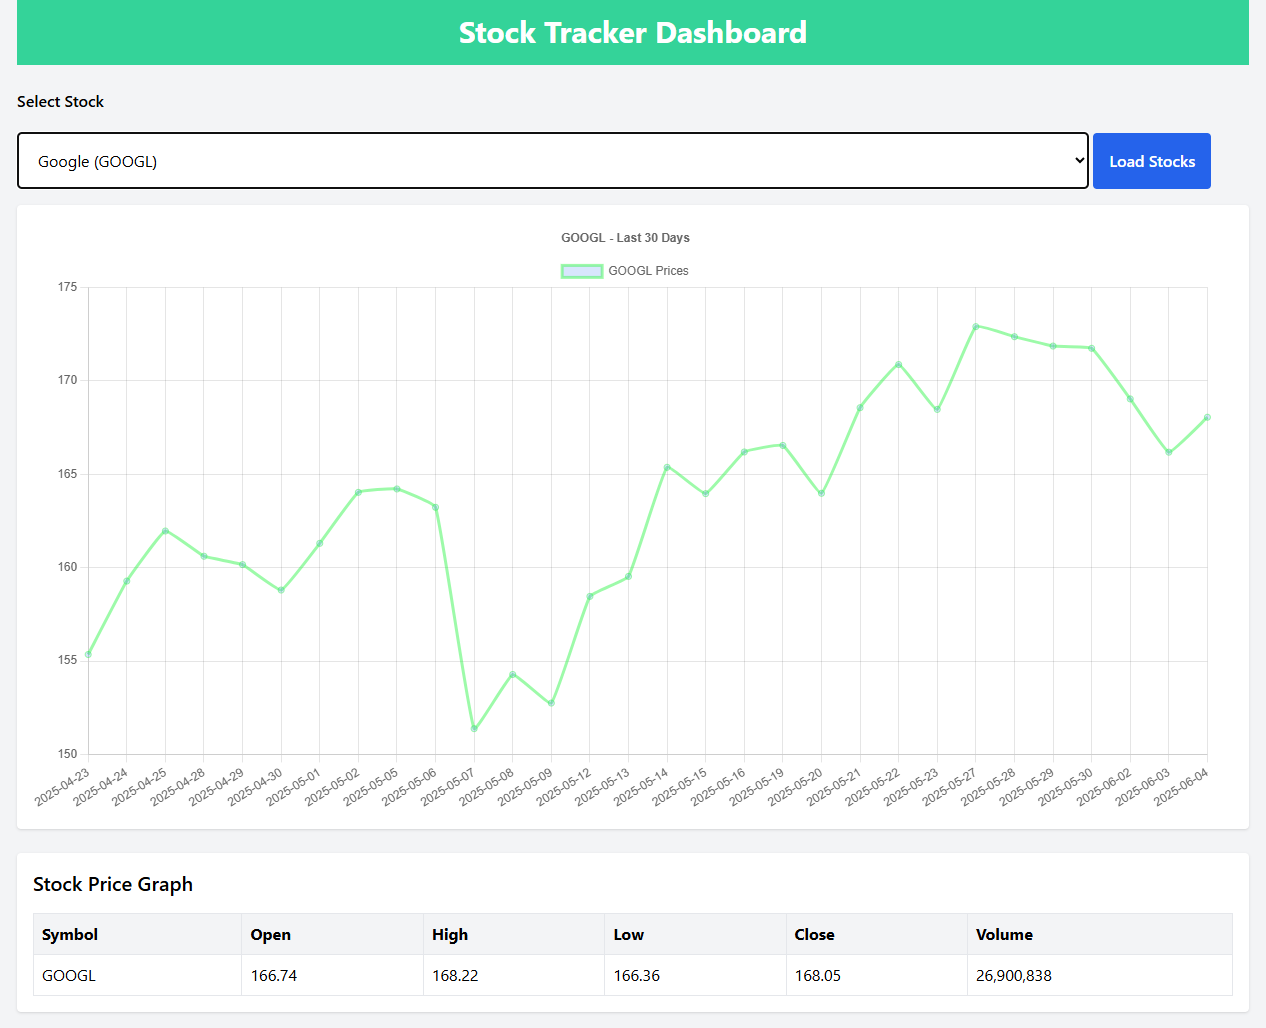 Stock Tracker Dashboard
Select Stock
Google (GOOGL)
Load Stocks
GOOGL - Last 30 Days
GOOGL Prices
175
170
165
160
155
150
2025-04-23 2025-04-24 2025-04-25 2025-04-28 2025-04-29 2025-04-30 2025-05-01 2025-05-02 2025-05-05 2025-05-06 2025-05-07 2025-05-08 2025-05-09 2025-05-12 2025-05-13 2025-05-14 2025-05-15 2025-05-16 2025-05-19 2025-05-20 2025-05-21 2025-05-22 2025-05-23 2025-05-27 2025-05-28 2025-05-29 2025-05-30 2025-06-02 2025-06-03 2025-06-04
Stock Price Graph
Symbol Open High Low Close Volume
GOOGL 166.74 168.22 166.36 168.05 26,900,838